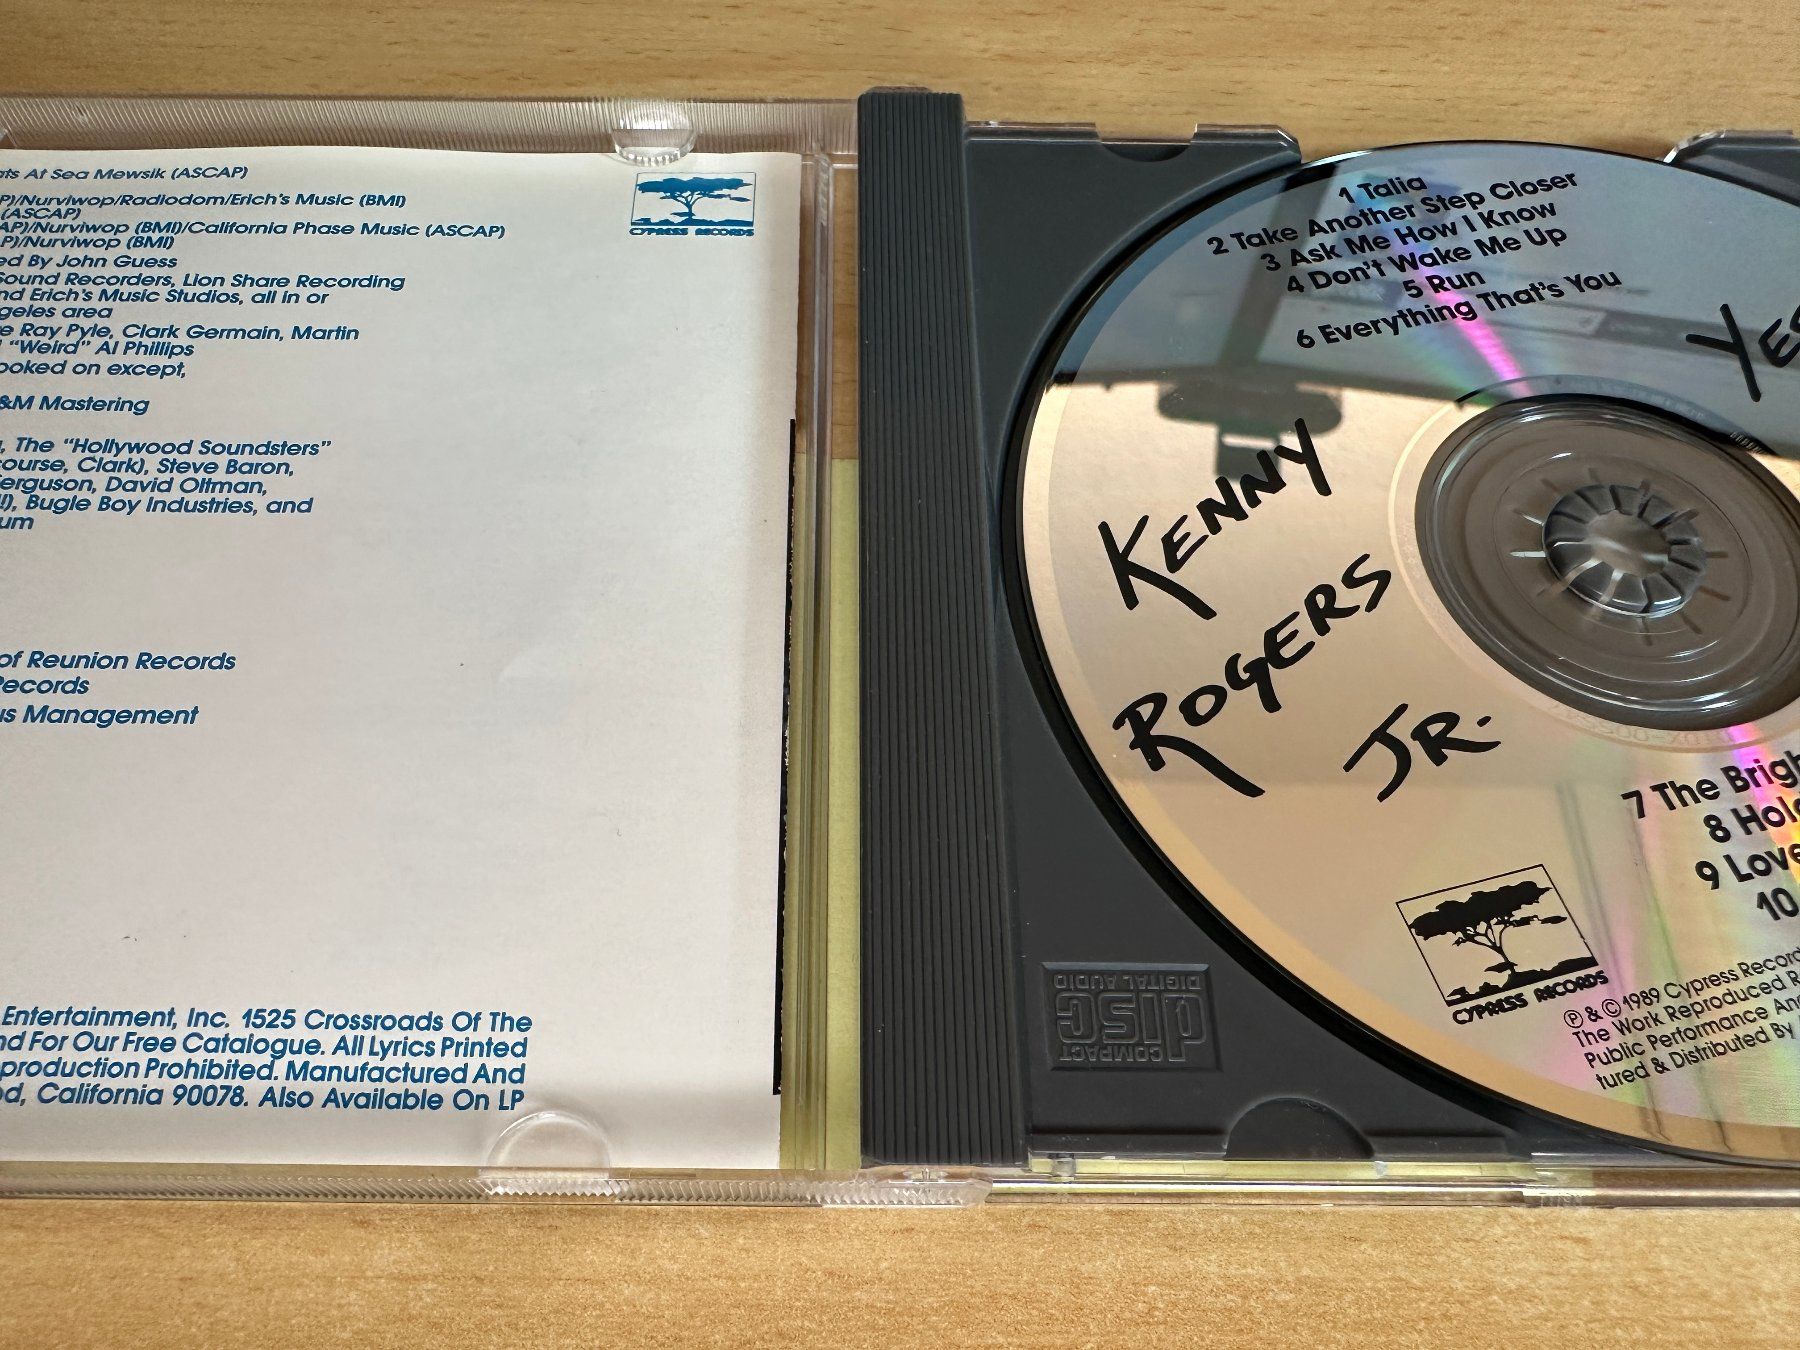 ats At Sea Mewsik (ASCAP)
P)/Nurviwop/Radiodom/Erich's Music (BMI)
(ASCAP)
AP)/Nurviwop (BMI)/California Phase Music (ASCAP)
P)/Nurviwop (BMI)
ed By John Guess
Sound Recorders, Lion Share Recording
nd Erich's Music Studios, all in or
geles area
re Ray Pyle, Clark Germain, Martin
"Weird" Al Phillips
ooked on except,
&M Mastering
, The "Hollywood Soundsters"
course, Clark), Steve Baron,
erguson, David Oltman,
!), Bugle Boy Industries, and
um
of Reunion Records
Records
us Management
Entertainment, Inc. 1525 Crossroads Of The
nd For Our Free Catalogue. All Lyrics Printed
production Prohibited. Manufactured And
od, California 90078. Also Available On LP
CYPRESS RECORDS
1 Talia
2 Take Another Step Closer
3 Ask Me How I Know
4 Don't Wake Me Up
5 Run
6 Everything That's You
YES
KENNY
ROGERS
JR.
7 The Brigh
8 Hol
9 Love
10
CYPRESS RECORDS
℗ & © 1989 Cypress Record
The Work Reproduced R
Public Performance An
tured & Distributed By
COMPACT
disc
DIGITAL AUDIO